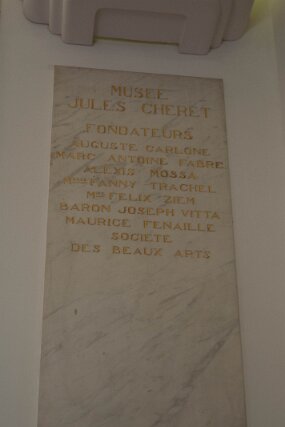 MUSEE
JULES CHERET
FONDATEURS
AUGUSTE CARLONE
MARC ANTOINE FABRE
ALEXIS MOSSA
MME FANNY TRACHEL
MME FELIX ZIEM
BARON JOSEPH VITTA
MAURICE FENAILLE
SOCIETE
DES BEAUX ARTS